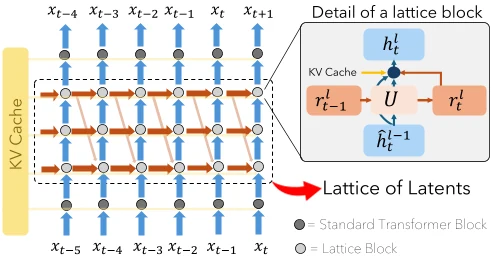 x_{t-4} x_{t-3} x_{t-2} x_{t-1} x_t x_{t+1}
Detail of a lattice block
h_t^l
KV Cache
r_{t-1}^l U r_t^l
ĥ_t^{l-1}
KV Cache
Lattice of Latents
= Standard Transformer Block
= Lattice Block
x_{t-5} x_{t-4} x_{t-3} x_{t-2} x_{t-1} x_t